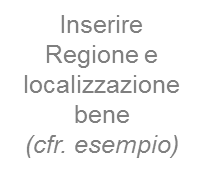 Inserire
Regione e
localizzazione
bene
(cfr. esempio)